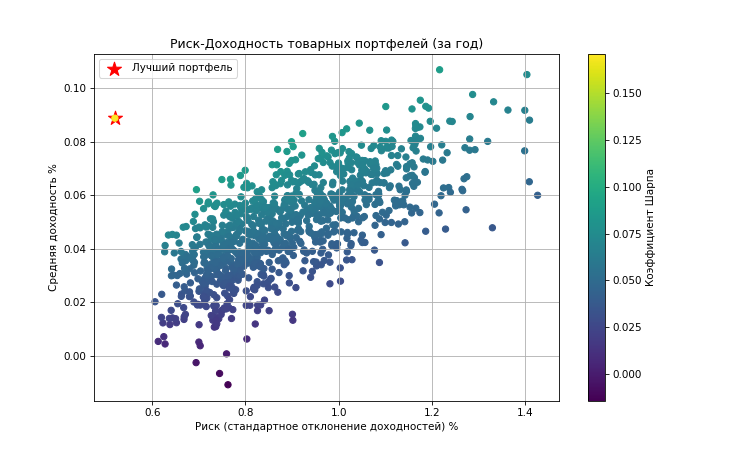 Риск-Доходность товарных портфелей (за год)
Лучший портфель
Средняя доходность %
0.10
0.08
0.06
0.04
0.02
0.00
0.6 0.8 1.0 1.2 1.4
Риск (стандартное отклонение доходностей) %
0.150
0.125
0.100
0.075
0.050
0.025
0.000
Коэффициент Шарпа